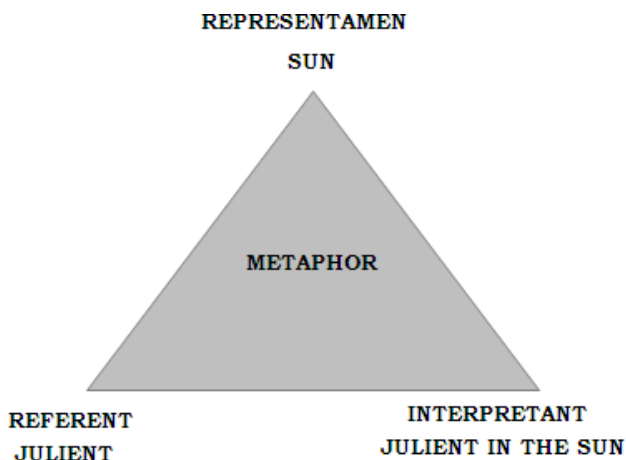 REPRESENTAMEN
SUN
METAPHOR
REFERENT
JULIENT
INTERPRETANT
JULIENT IN THE SUN